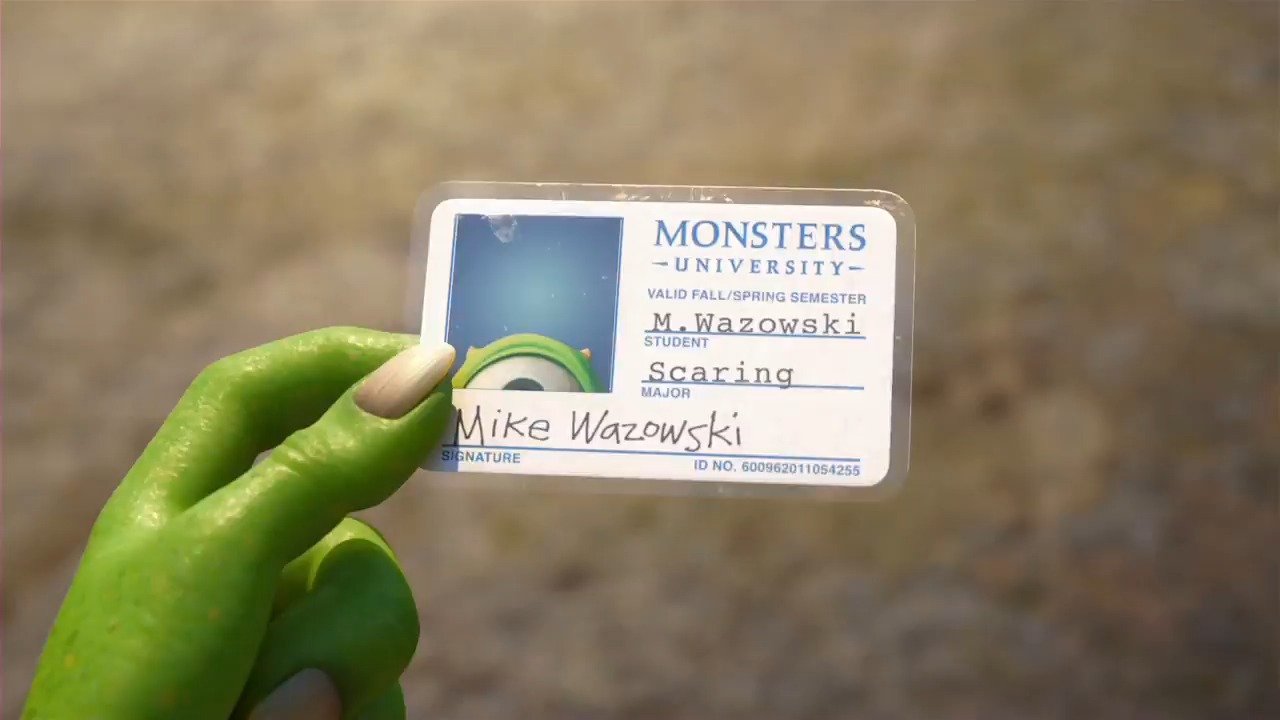 MONSTERS
UNIVERSITY
VALID FALL/SPRING SEMESTER
M.Wazowski
STUDENT
Scaring
MAJOR
Mike Wazowski
SIGNATURE
ID NO. 600962011054255